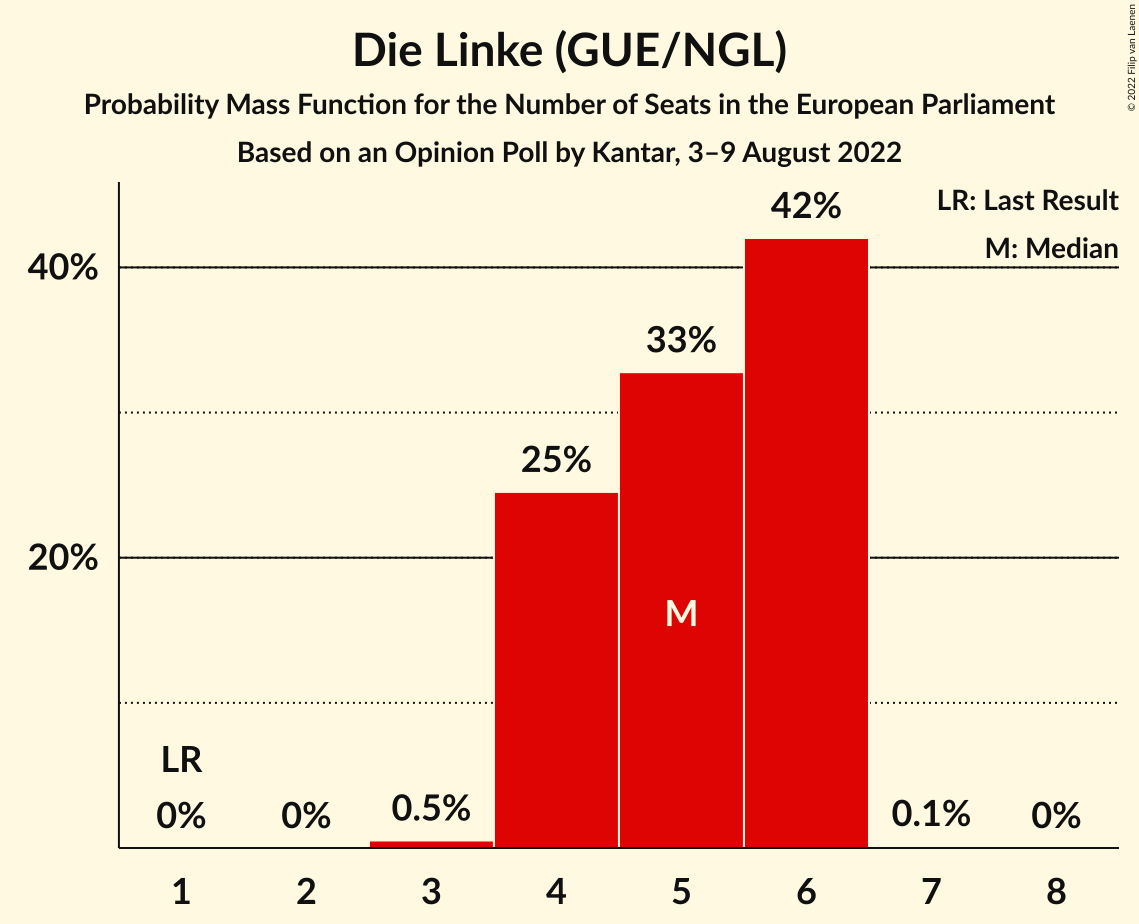 Die Linke (GUE/NGL)
Probability Mass Function for the Number of Seats in the European Parliament
Based on an Opinion Poll by Kantar, 3–9 August 2022
© 2022 Filip van Laenen
LR: Last Result
M: Median
40%
20%
LR
0%
0%
0.5%
25%
33%
M
42%
0.1%
0%
1 2 3 4 5 6 7 8